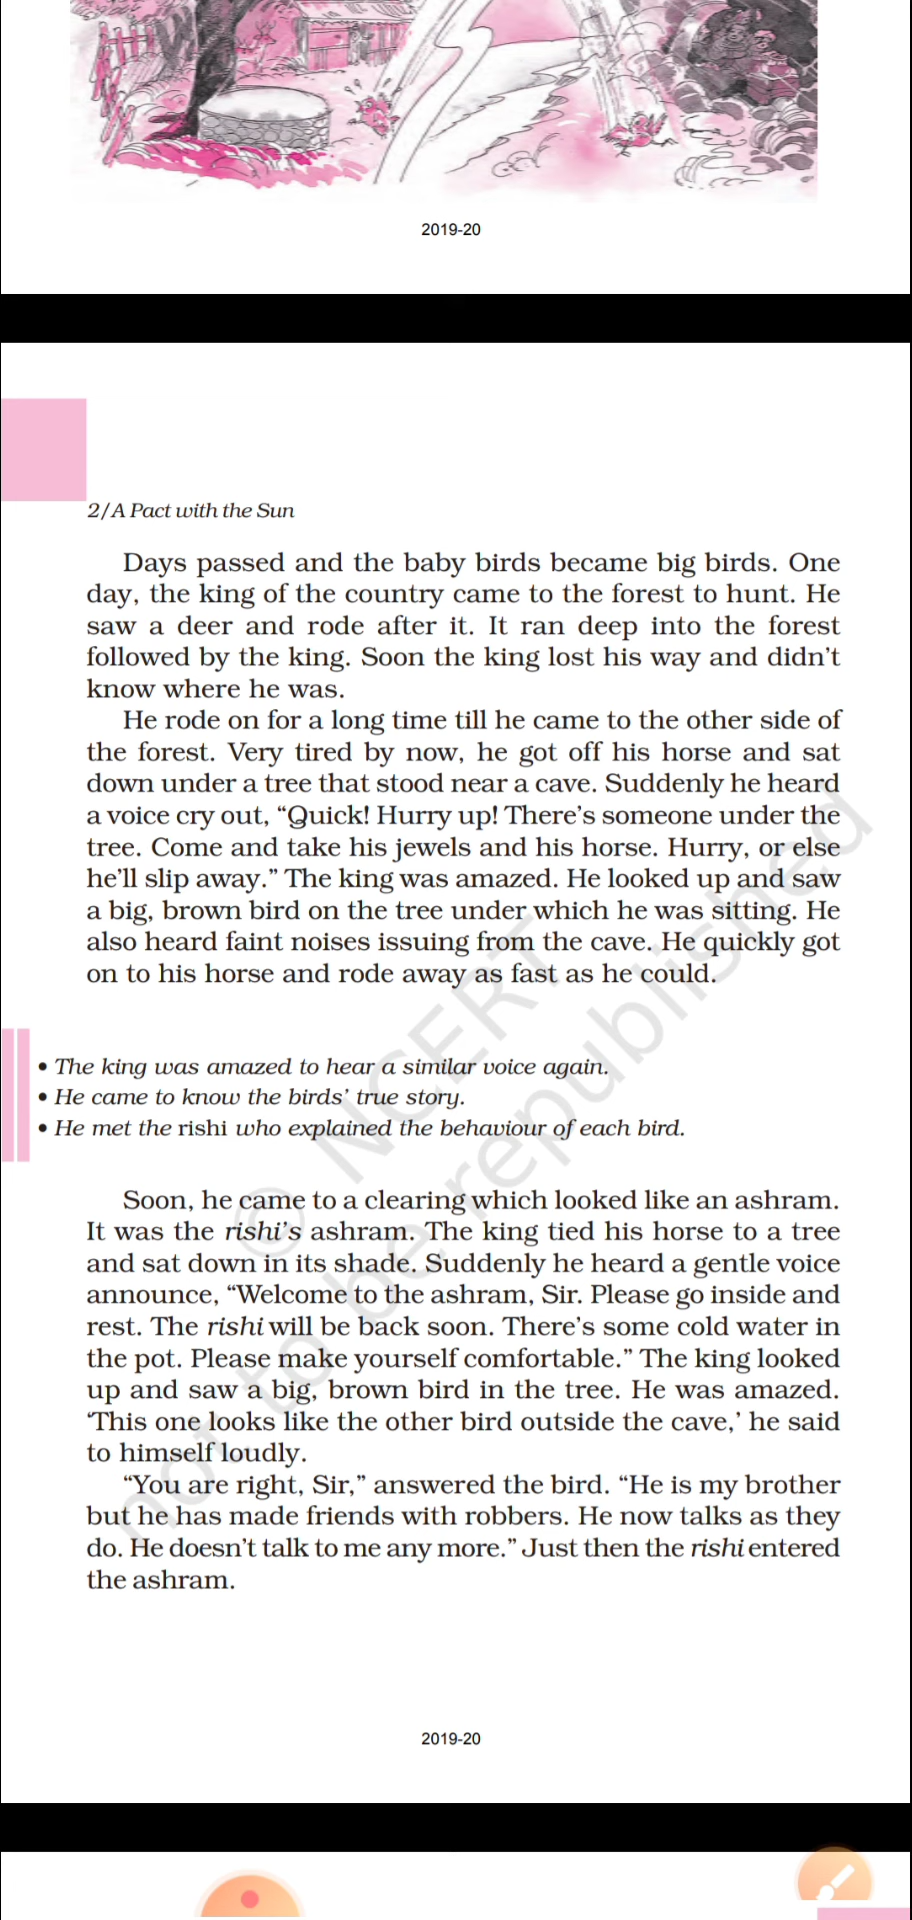 2019-20
2/A Pact with the Sun
Days passed and the baby birds became big birds. One
day, the king of the country came to the forest to hunt. He
saw a deer and rode after it. It ran deep into the forest
followed by the king. Soon the king lost his way and didn’t
know where he was.
He rode on for a long time till he came to the other side of
the forest. Very tired by now, he got off his horse and sat
down under a tree that stood near a cave. Suddenly he heard
a voice cry out, “Quick! Hurry up! There’s someone under the
tree. Come and take his jewels and his horse. Hurry, or else
he’ll slip away.” The king was amazed. He looked up and saw
a big, brown bird on the tree under which he was sitting. He
also heard faint noises issuing from the cave. He quickly got
on to his horse and rode away as fast as he could.
• The king was amazed to hear a similar voice again.
• He came to know the birds’ true story.
• He met the rishi who explained the behaviour of each bird.
Soon, he came to a clearing which looked like an ashram.
It was the rishi’s ashram. The king tied his horse to a tree
and sat down in its shade. Suddenly he heard a gentle voice
announce, “Welcome to the ashram, Sir. Please go inside and
rest. The rishi will be back soon. There’s some cold water in
the pot. Please make yourself comfortable.” The king looked
up and saw a big, brown bird in the tree. He was amazed.
‘This one looks like the other bird outside the cave,’ he said
to himself loudly.
“You are right, Sir,” answered the bird. “He is my brother
but he has made friends with robbers. He now talks as they
do. He doesn’t talk to me any more.” Just then the rishi entered
the ashram.
© NCERT
not to be republished
2019-20